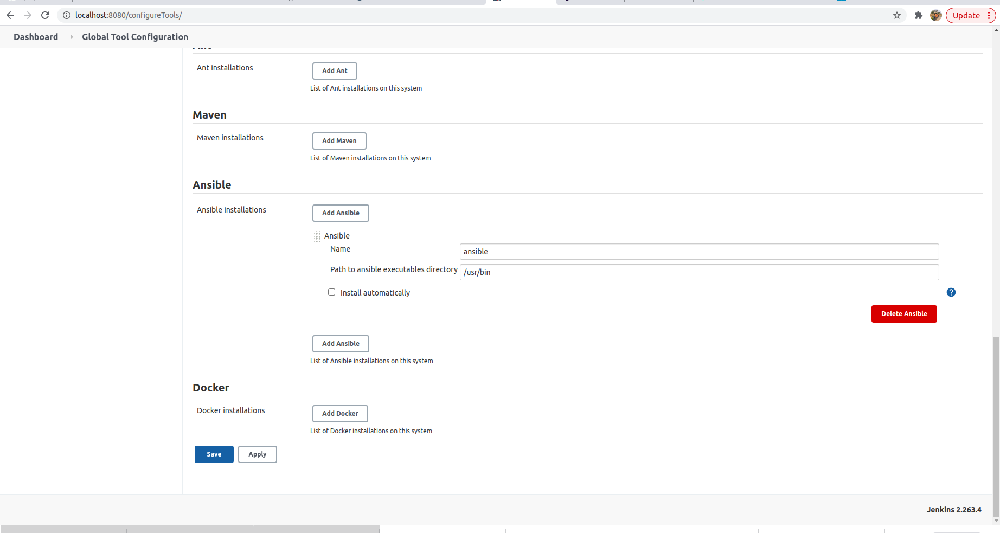 localhost:8080/configureTools/
Update
Dashboard Global Tool Configuration
Ant installations
Add Ant
List of Ant installations on this system
Maven
Maven installations
Add Maven
List of Maven installations on this system
Ansible
Ansible installations
Add Ansible
Ansible
Name
ansible
Path to ansible executables directory
/usr/bin
Install automatically
?
Delete Ansible
Add Ansible
List of Ansible installations on this system
Docker
Docker installations
Add Docker
List of Docker installations on this system
Save
Apply
Jenkins 2.263.4